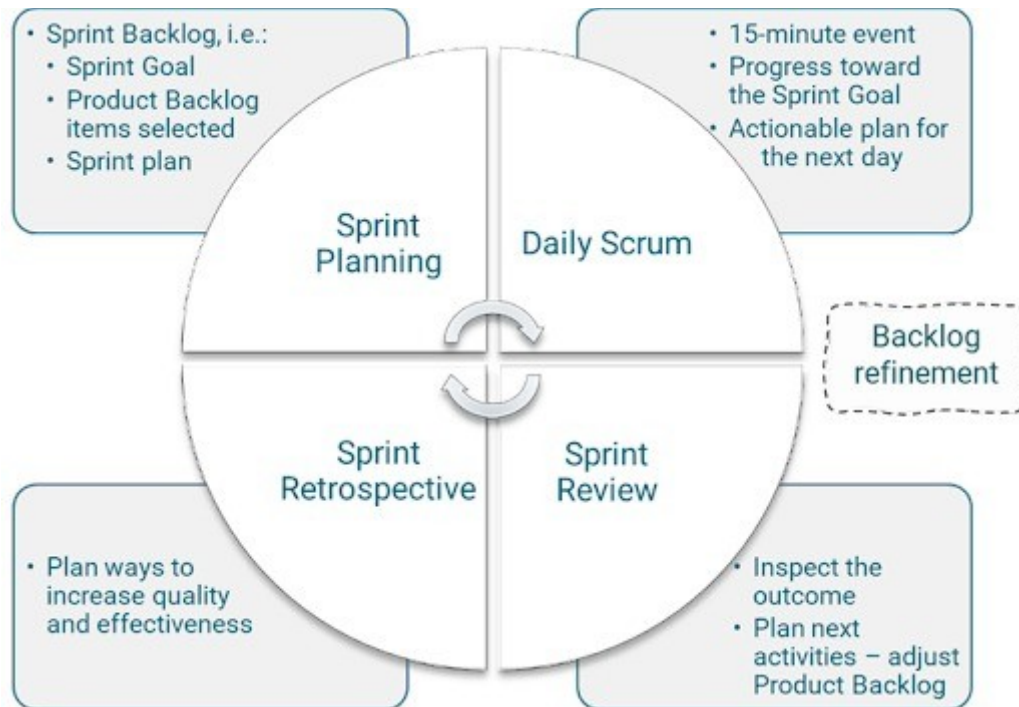 • Sprint Backlog, i.e.:
• Sprint Goal
• Product Backlog
items selected
• Sprint plan
• 15-minute event
• Progress toward
the Sprint Goal
• Actionable plan for
the next day
Sprint
Planning
Daily Scrum
Backlog
refinement
Sprint
Retrospective
Sprint
Review
• Plan ways to
increase quality
and effectiveness
• Inspect the
outcome
• Plan next
activities – adjust
Product Backlog